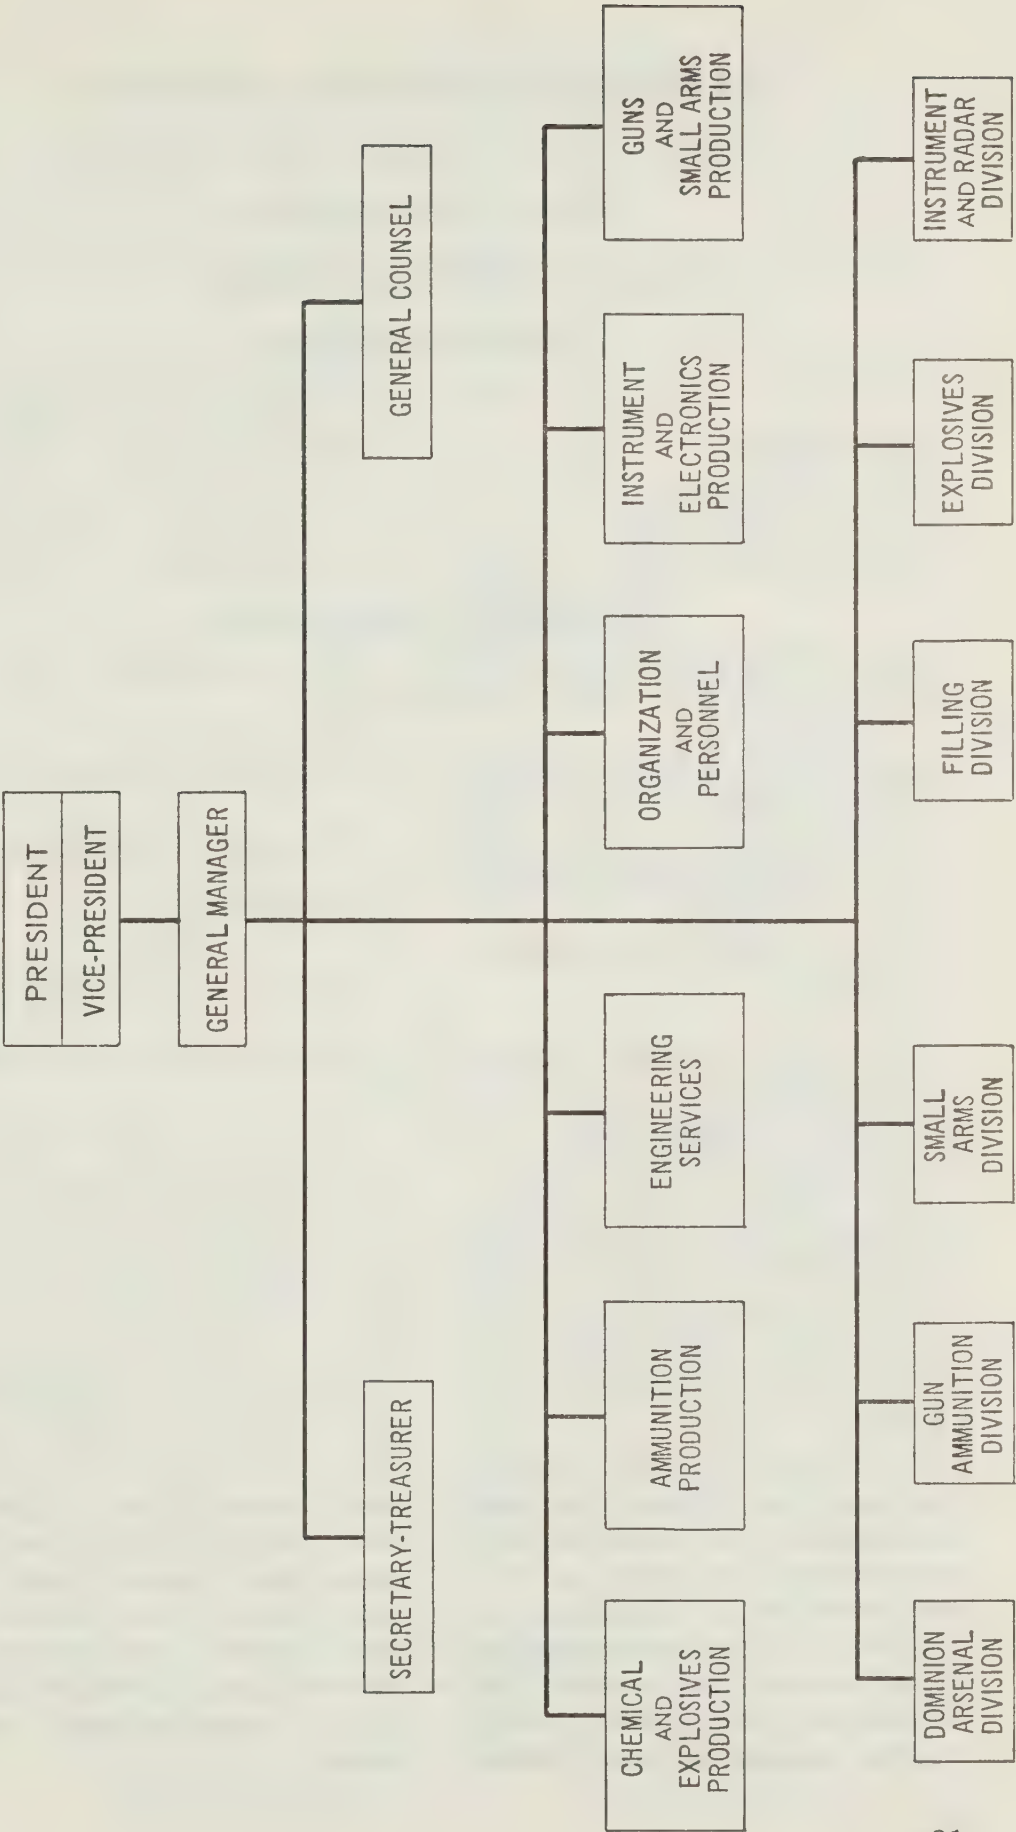 PRESIDENT
VICE-PRESIDENT
GENERAL MANAGER
SECRETARY-TREASURER
GENERAL COUNSEL
CHEMICAL
AND
EXPLOSIVES
PRODUCTION
AMMUNITION
PRODUCTION
ENGINEERING
SERVICES
ORGANIZATION
AND
PERSONNEL
INSTRUMENT
AND
ELECTRONICS
PRODUCTION
GUNS
AND
SMALL ARMS
PRODUCTION
DOMINION
ARSENAL
DIVISION
GUN
AMMUNITION
DIVISION
SMALL
ARMS
DIVISION
FILLING
DIVISION
EXPLOSIVES
DIVISION
INSTRUMENT
AND RADAR
DIVISION